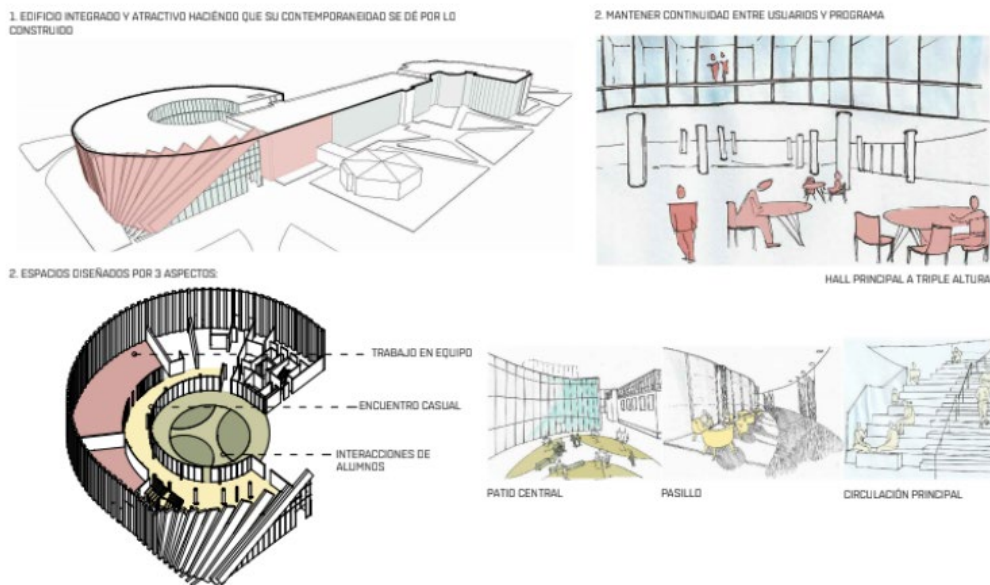 1. EDIFICIO INTEGRADO Y ATRACTIVO HACIÉNDO QUE SU CONTEMPORANEIDAD SE DÉ POR LO
CONSTRUIDO
2. MANTENER CONTINUIDAD ENTRE USUARIOS Y PROGRAMA
HALL PRINCIPAL A TRIPLE ALTURA
2. ESPACIOS DISEÑADOS POR 3 ASPECTOS:
TRABAJO EN EQUIPO
ENCUENTRO CASUAL
INTERACCIONES DE
ALUMNOS
PATIO CENTRAL
PASILLO
CIRCULACIÓN PRINCIPAL